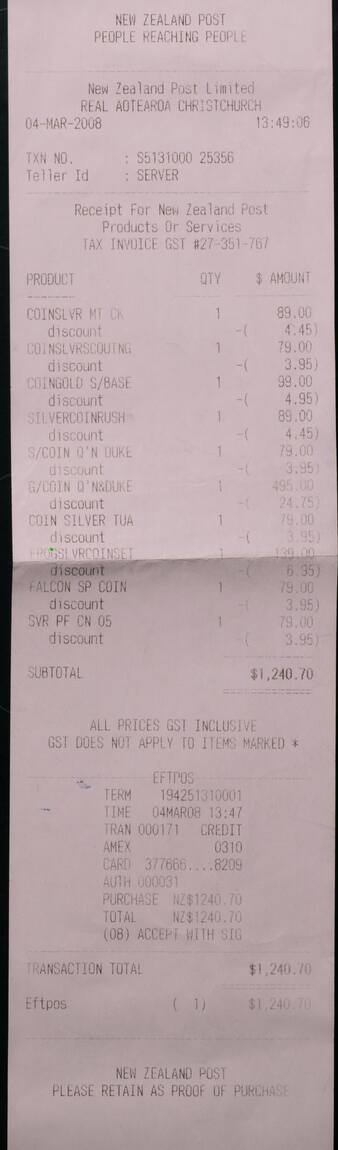 NEW ZEALAND POST
PEOPLE REACHING PEOPLE
New Zealand Post Limited
REAL AOTEAROA CHRISTCHURCH
04-MAR-2008 13:49:06
TXN NO. : S5131000 25356
Teller Id : SERVER
Receipt For New Zealand Post
Products Or Services
TAX INVOICE GST #27-351-767
PRODUCT QTY $ AMOUNT
COINSLVR MT CK 1 89.00
discount -( 4.45)
COINSLVRSCOUTNG 1 79.00
discount -( 3.95)
COINGOLD S/BASE 1 99.00
discount -( 4.95)
SILVERCOINRUSH 1 89.00
discount -( 4.45)
S/COIN Q'N DUKE 1 79.00
discount -( 3.95)
G/COIN Q'N&DUKE 1 495.00
discount -( 24.75)
COIN SILVER TUA 1 79.00
discount -( 3.95)
FROGSLVRCOINSET 1 139.00
discount -( 6.95)
FALCON SP COIN 1 79.00
discount -( 3.95)
SVR PF CN 05 1 79.00
discount -( 3.95)
SUBTOTAL $1,240.70
ALL PRICES GST INCLUSIVE
GST DOES NOT APPLY TO ITEMS MARKED *
EFTPOS
TERM 194251310001
TIME 04MAR08 13:47
TRAN 000171 CREDIT
AMEX 0310
CARD 377666....8209
AUTH 000031
PURCHASE NZ$1240.70
TOTAL NZ$1240.70
(08) ACCEPT WITH SIG
TRANSACTION TOTAL $1,240.70
Eftpos ( 1) $1,240.70
NEW ZEALAND POST
PLEASE RETAIN AS PROOF OF PURCHASE